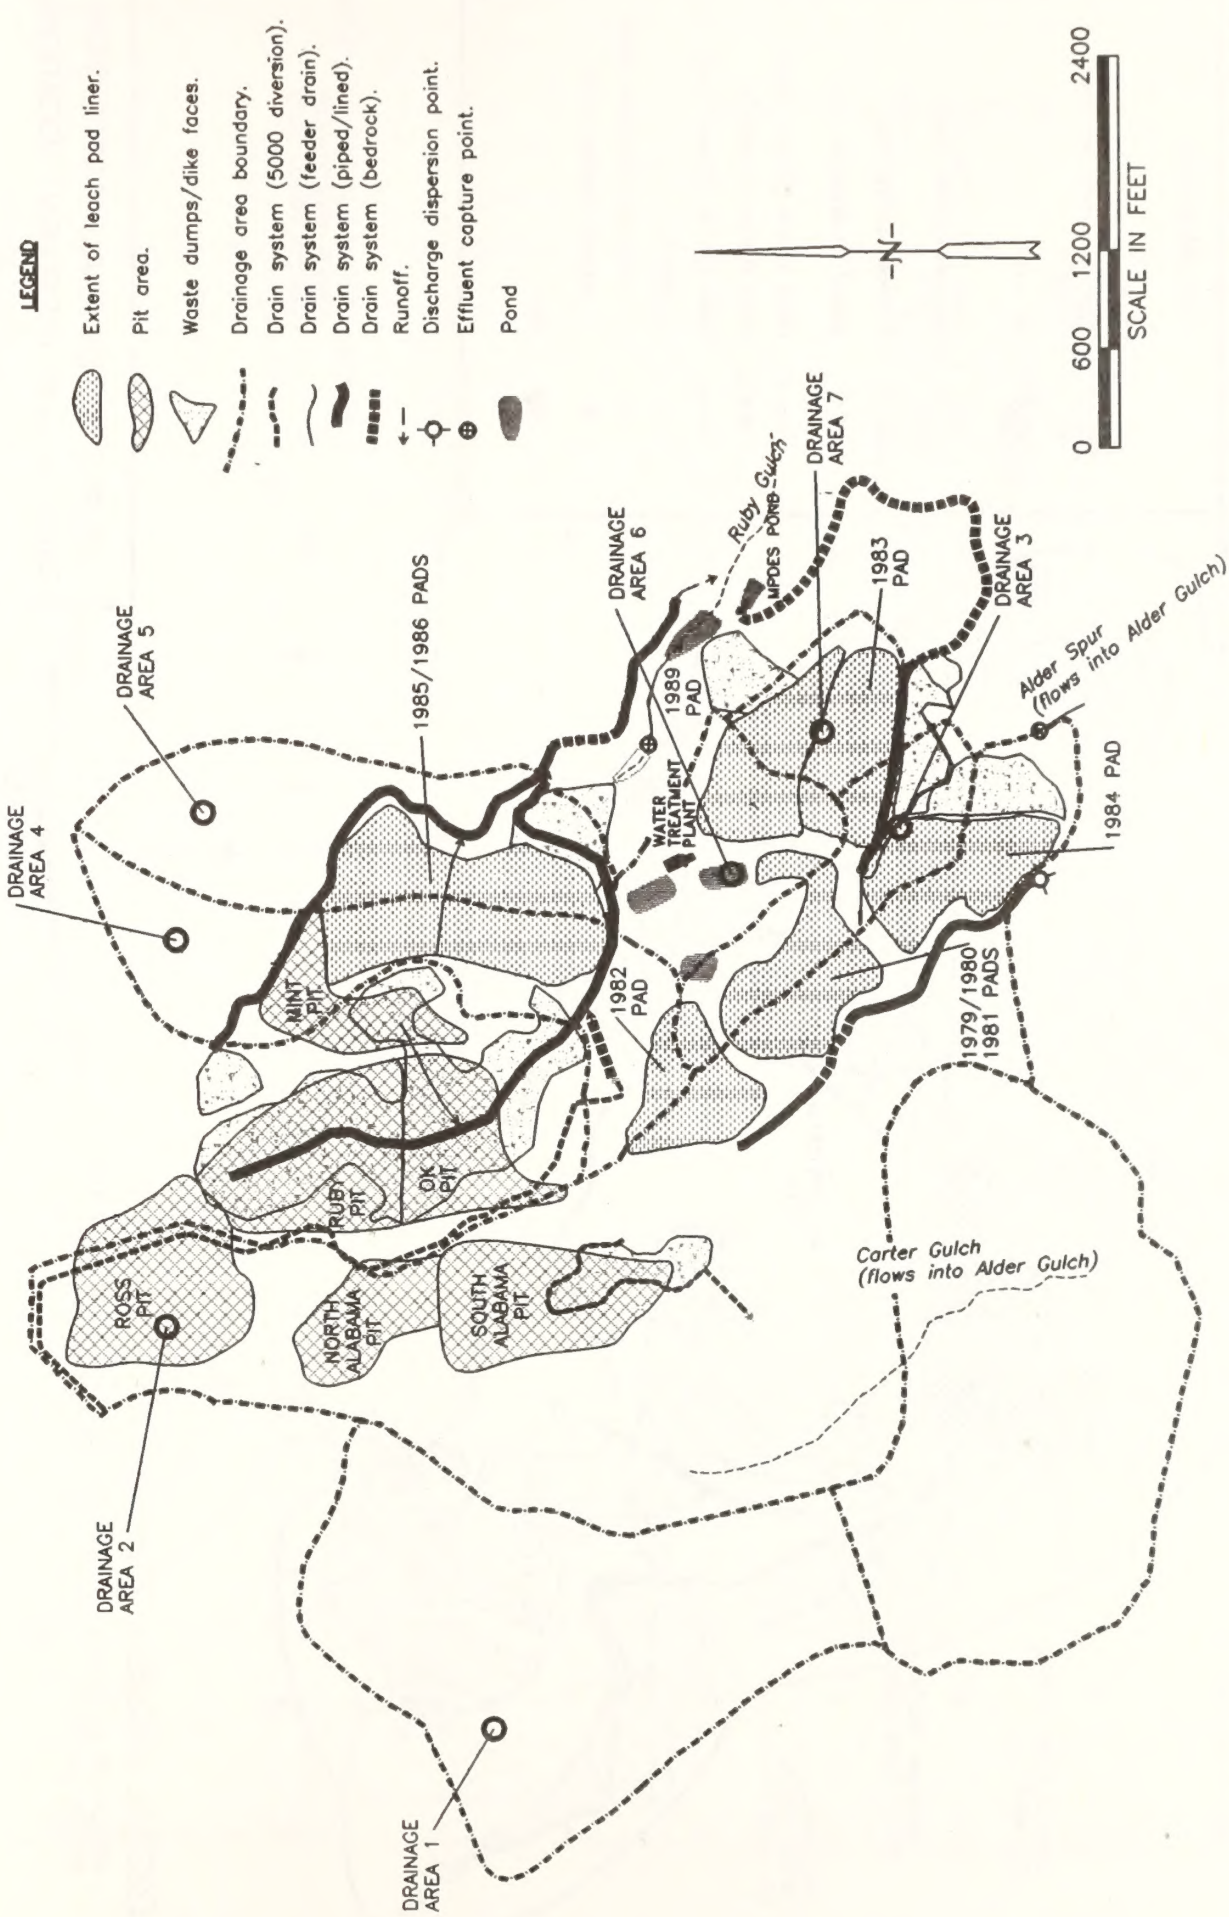 LEGEND
Extent of leach pad liner.
Pit area.
Waste dumps/dike faces.
Drainage area boundary.
Drain system (5000 diversion).
Drain system (feeder drain).
Drain system (piped/lined).
Drain system (bedrock).
Runoff.
Discharge dispersion point.
Effluent capture point.
Pond
DRAINAGE
AREA 4
DRAINAGE
AREA 5
1985/1986 PADS
DRAINAGE
AREA 2
ROSS
PIT
MINT
PIT
RUBY
PIT
OK
PIT
NORTH
ALABAMA
PIT
SOUTH
ALABAMA
PIT
DRAINAGE
AREA 1
1982
PAD
WATER
TREATMENT
PLANT
1989
PAD
DRAINAGE
AREA 6
Ruby Gulch
MPDES POND
DRAINAGE
AREA 7
1983
PAD
DRAINAGE
AREA 3
Alder Spur
(flows into Alder Gulch)
1984 PAD
1979/1980
1981 PADS
Carter Gulch
(flows into Alder Gulch)
-N-
0 600 1200 2400
SCALE IN FEET